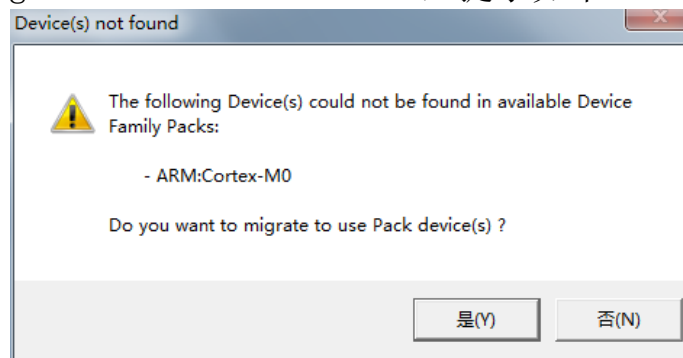 Device(s) not found
The following Device(s) could not be found in available Device
Family Packs:
- ARM:Cortex-M0
Do you want to migrate to use Pack device(s) ?
是(Y)
否(N)